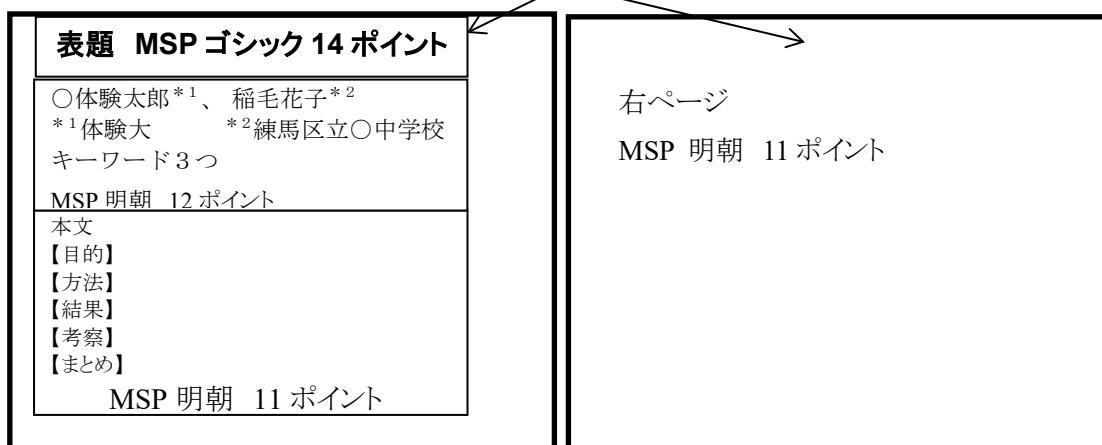 表題 MSP ゴシック 14 ポイント
○体験太郎＊１、 稲毛花子＊２
＊１体験大 ＊２練馬区立○中学校
キーワード３つ
MSP 明朝 12 ポイント
本文
【目的】
【方法】
【結果】
【考察】
【まとめ】
MSP 明朝 11 ポイント
右ページ
MSP 明朝 11 ポイント